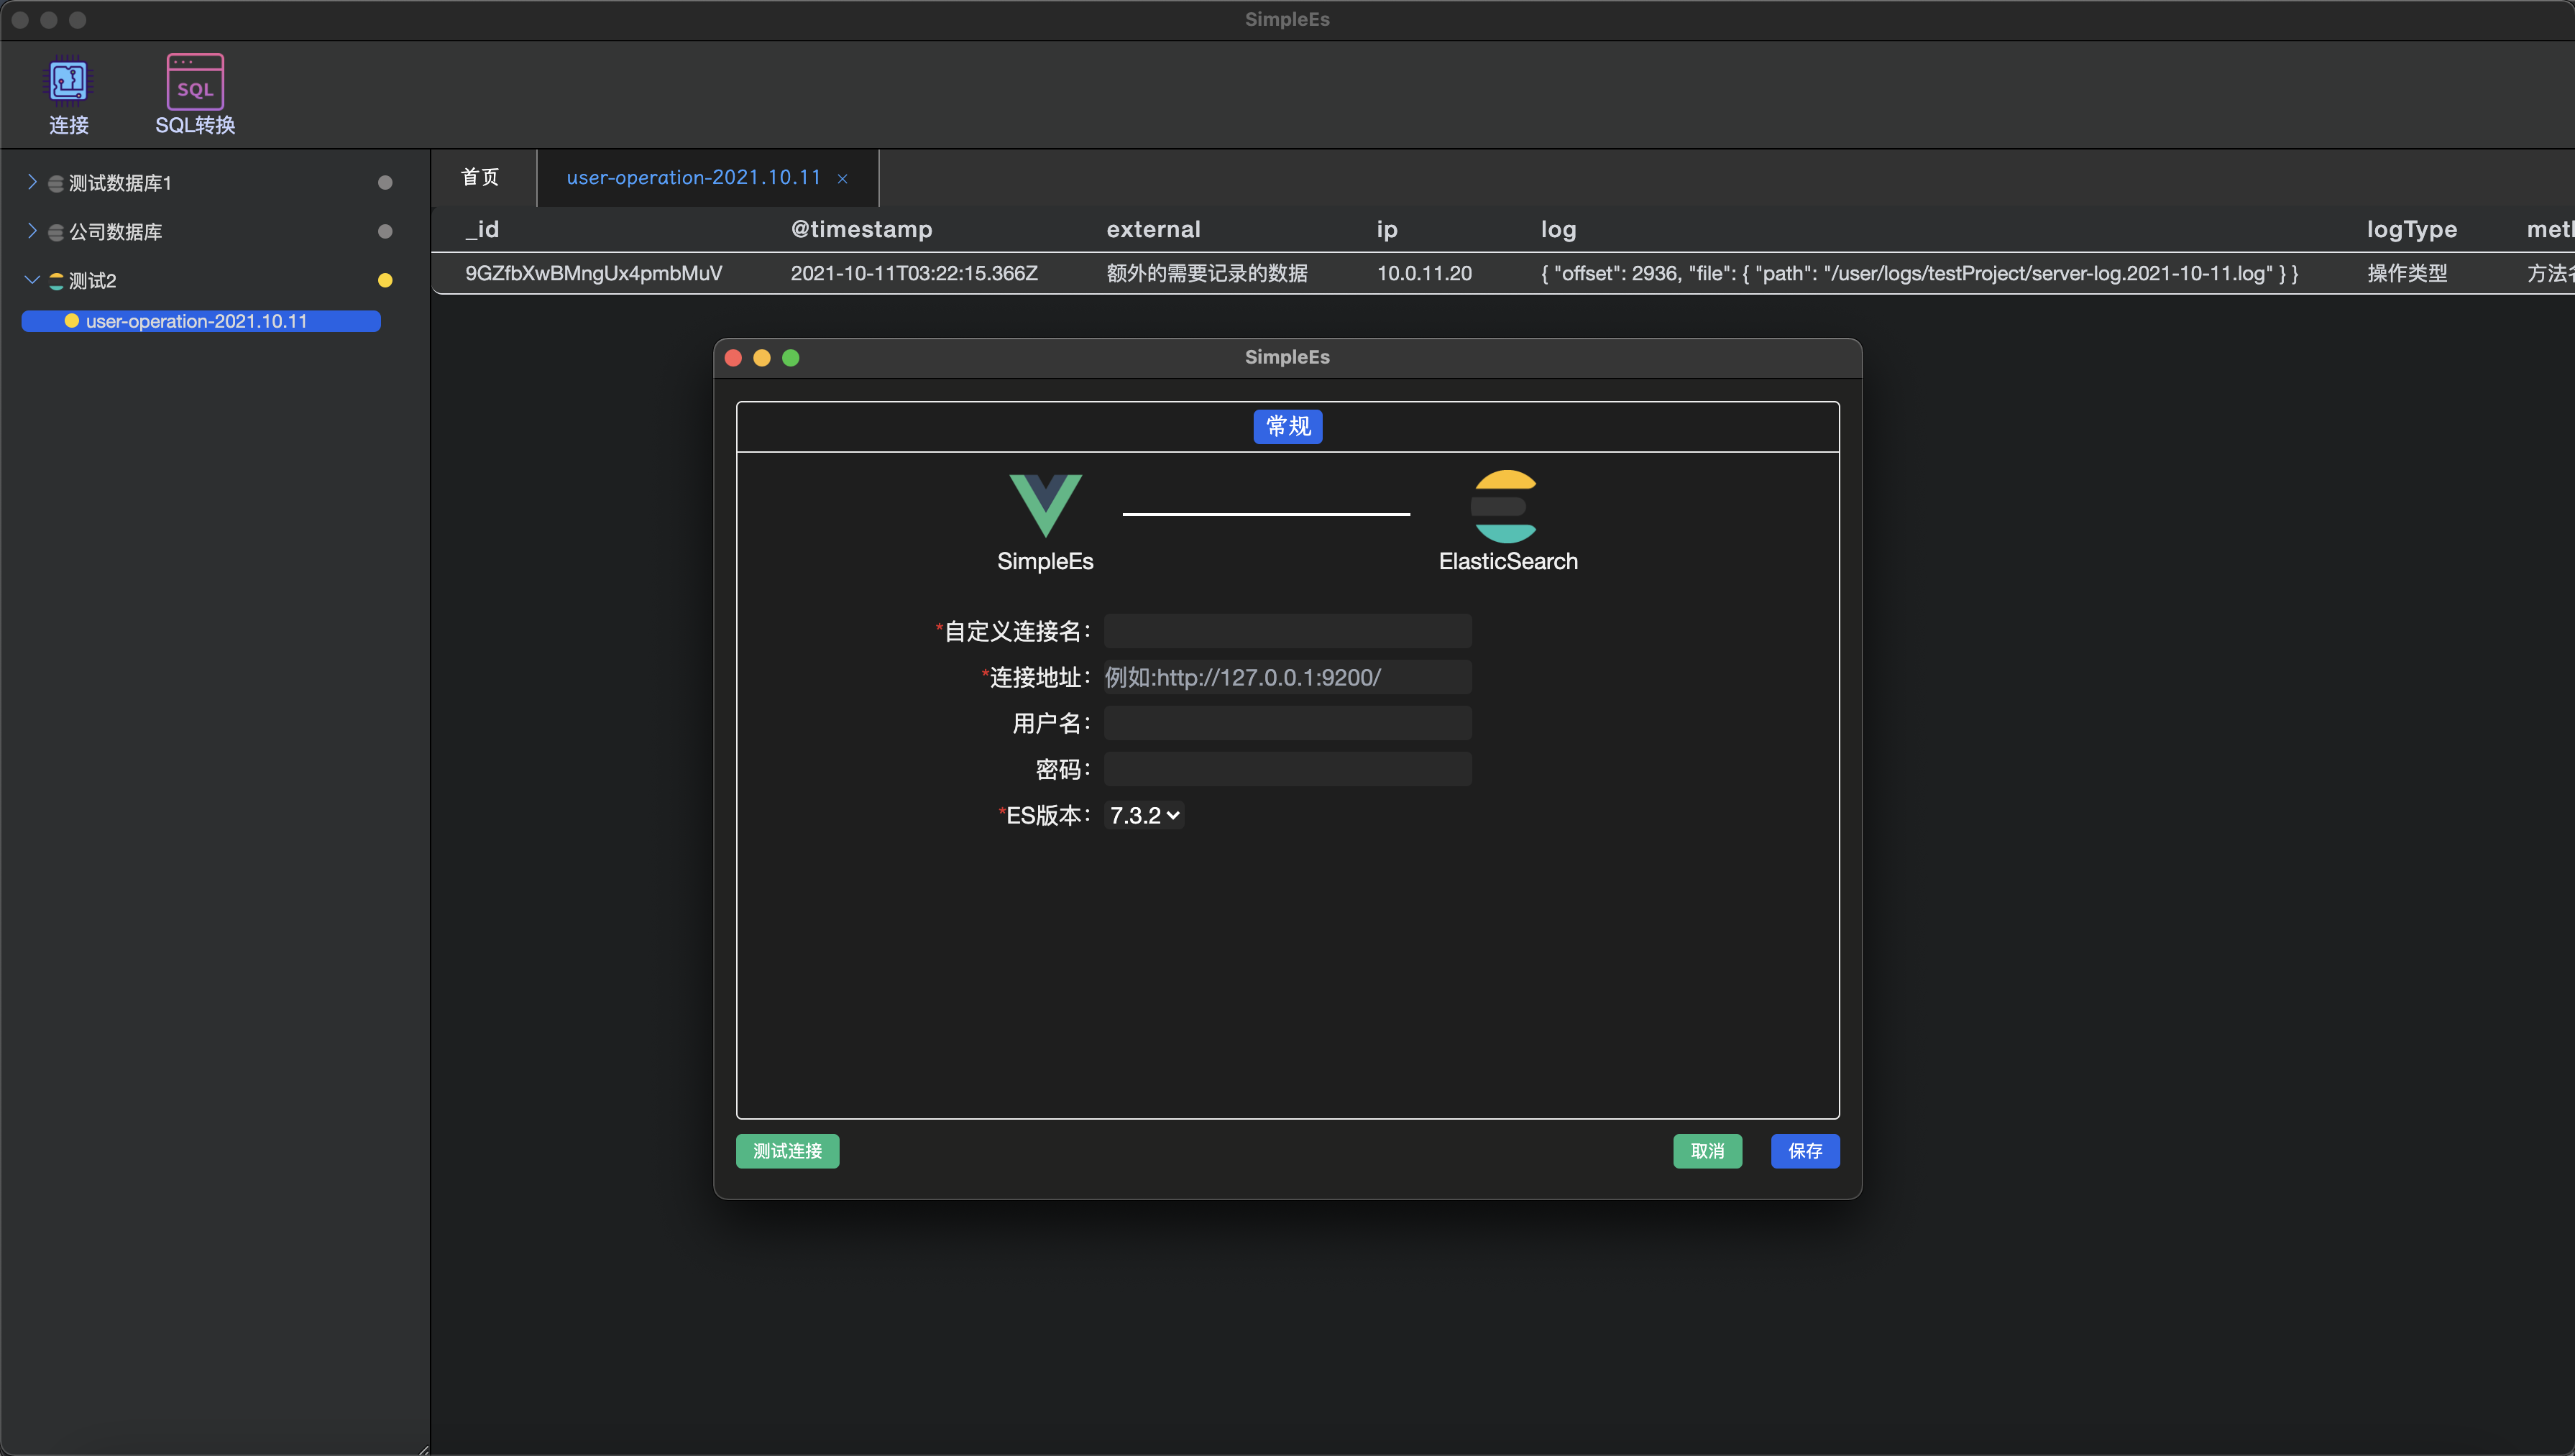 SimpleEs
SQL
连接
SQL转换
测试数据库1
公司数据库
测试2
user-operation-2021.10.11
首页
user-operation-2021.10.11 ×
_id @timestamp external ip log logType meth
9GZfbXwBMngUx4pmbMuV 2021-10-11T03:22:15.366Z 额外的需要记录的数据 10.0.11.20 { "offset": 2936, "file": { "path": "/user/logs/testProject/server-log.2021-10-11.log" } } 操作类型 方法名
SimpleEs
常规
SimpleEs
ElasticSearch
*自定义连接名:
*连接地址: 例如:http://127.0.0.1:9200/
用户名:
密码:
*ES版本: 7.3.2
测试连接
取消
保存